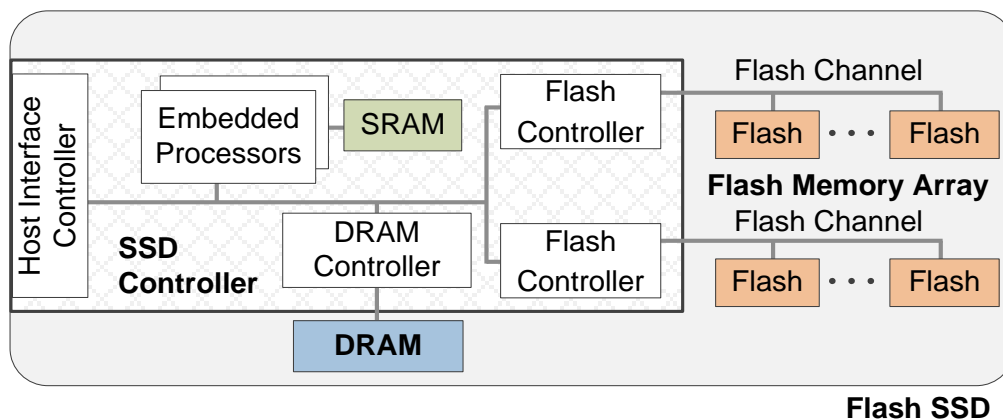 Host Interface
Controller
Embedded
Processors
SRAM
SSD
Controller
DRAM
Controller
DRAM
Flash
Controller
Flash
Controller
Flash Channel
Flash
Flash
Flash Memory Array
Flash Channel
Flash
Flash
Flash SSD